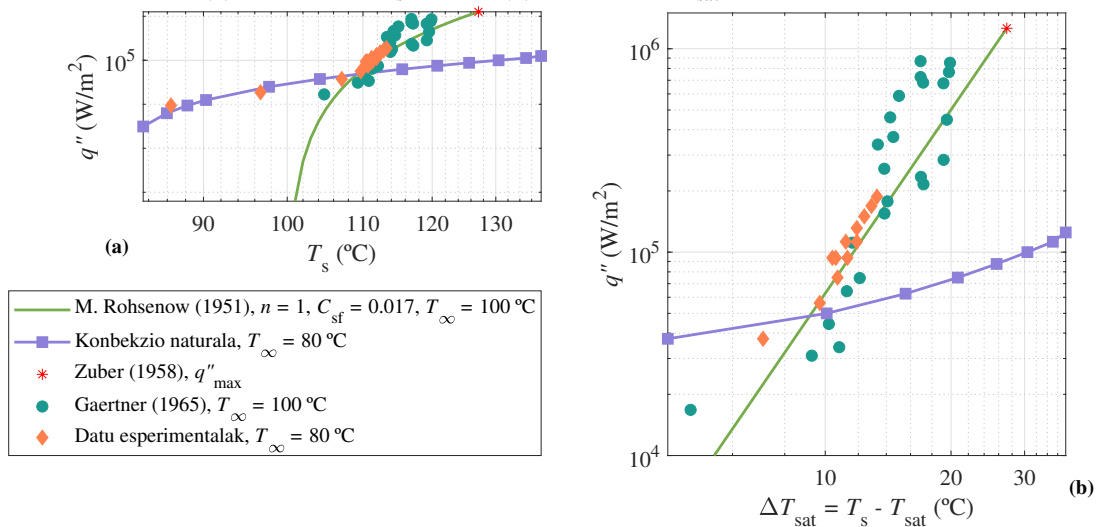 q″ (W/m²)
10⁵
90 100 110 120 130
T_s (ºC)
(a)
M. Rohsenow (1951), n = 1, C_sf = 0.017, T_∞ = 100 ºC
Konbekzio naturala, T_∞ = 80 ºC
Zuber (1958), q″_max
Gaertner (1965), T_∞ = 100 ºC
Datu esperimentalak, T_∞ = 80 ºC
q″ (W/m²)
10⁶
10⁵
10⁴
10 20 30
ΔT_sat = T_s - T_sat (ºC)
(b)